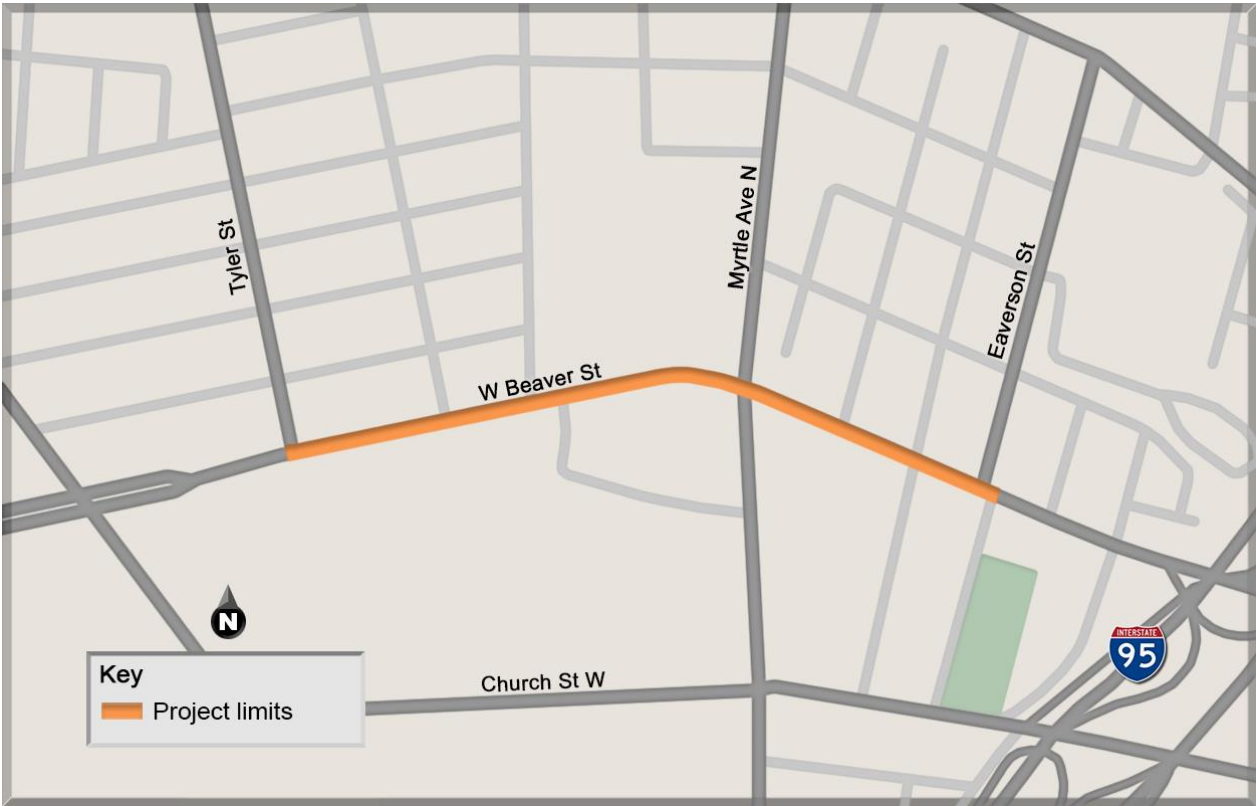 Tyler St
Myrtle Ave N
Eaverson St
W Beaver St
N
INTERSTATE
95
Key
Project limits
Church St W